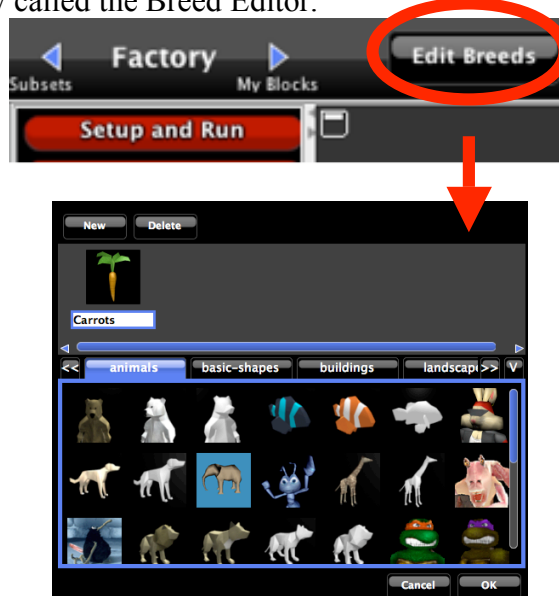 called the Breed Editor.
Factory
Edit Breeds
Subsets
My Blocks
Setup and Run
New
Delete
Carrots
<<
animals
basic-shapes
buildings
landscap
>>
V
Cancel
OK